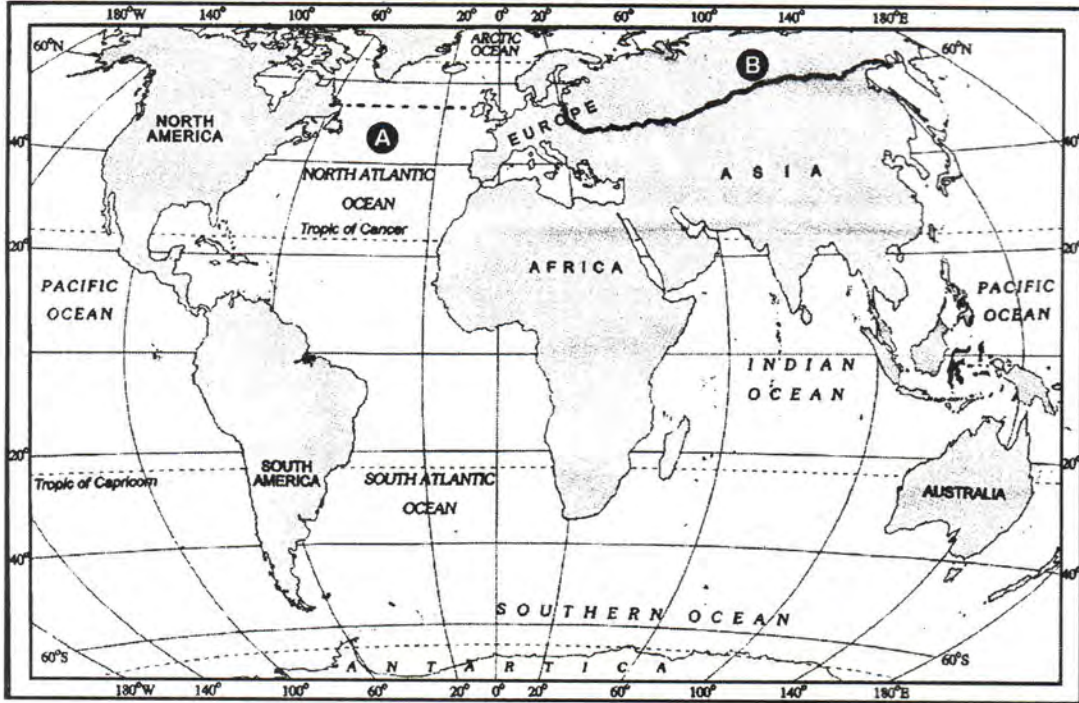 180°W 140° 100° 60° 20° 0° 20° 60° 100° 140° 180°E
60°N
ARCTIC
OCEAN
B
60°N
NORTH
AMERICA
EUROPE
A
40°
40°
ASIA
NORTH ATLANTIC
OCEAN
Tropic of Cancer
20°
20°
AFRICA
PACIFIC
OCEAN
PACIFIC
OCEAN
0°
0°
INDIAN
OCEAN
20°
20°
Tropic of Capricorn
SOUTH
AMERICA
SOUTH ATLANTIC
OCEAN
AUSTRALIA
40°
40°
SOUTHERN OCEAN
60°S
60°S
ANTARTICA
180°W 140° 100° 60° 20° 0° 20° 60° 100° 140° 180°E